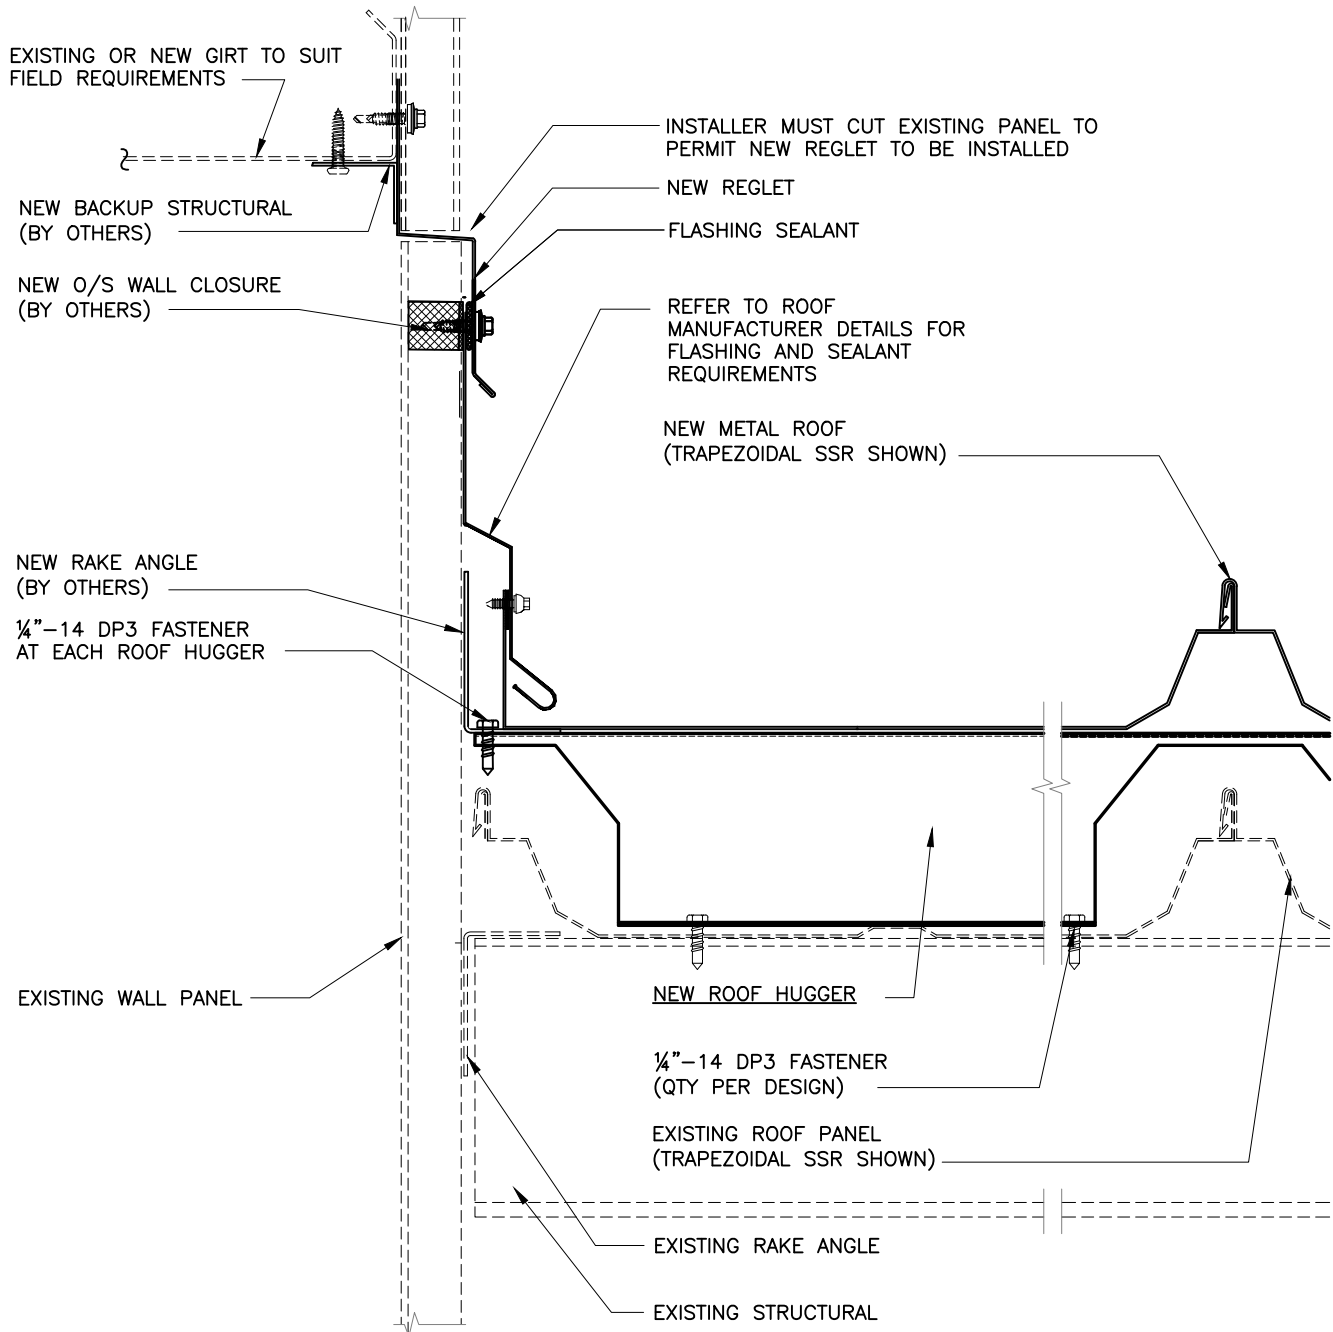 EXISTING OR NEW GIRT TO SUIT
FIELD REQUIREMENTS
INSTALLER MUST CUT EXISTING PANEL TO
PERMIT NEW REGLET TO BE INSTALLED
NEW REGLET
NEW BACKUP STRUCTURAL
(BY OTHERS)
FLASHING SEALANT
NEW O/S WALL CLOSURE
(BY OTHERS)
REFER TO ROOF
MANUFACTURER DETAILS FOR
FLASHING AND SEALANT
REQUIREMENTS
NEW METAL ROOF
(TRAPEZOIDAL SSR SHOWN)
NEW RAKE ANGLE
(BY OTHERS)
¼"-14 DP3 FASTENER
AT EACH ROOF HUGGER
EXISTING WALL PANEL
NEW ROOF HUGGER
¼"-14 DP3 FASTENER
(QTY PER DESIGN)
EXISTING ROOF PANEL
(TRAPEZOIDAL SSR SHOWN)
EXISTING RAKE ANGLE
EXISTING STRUCTURAL